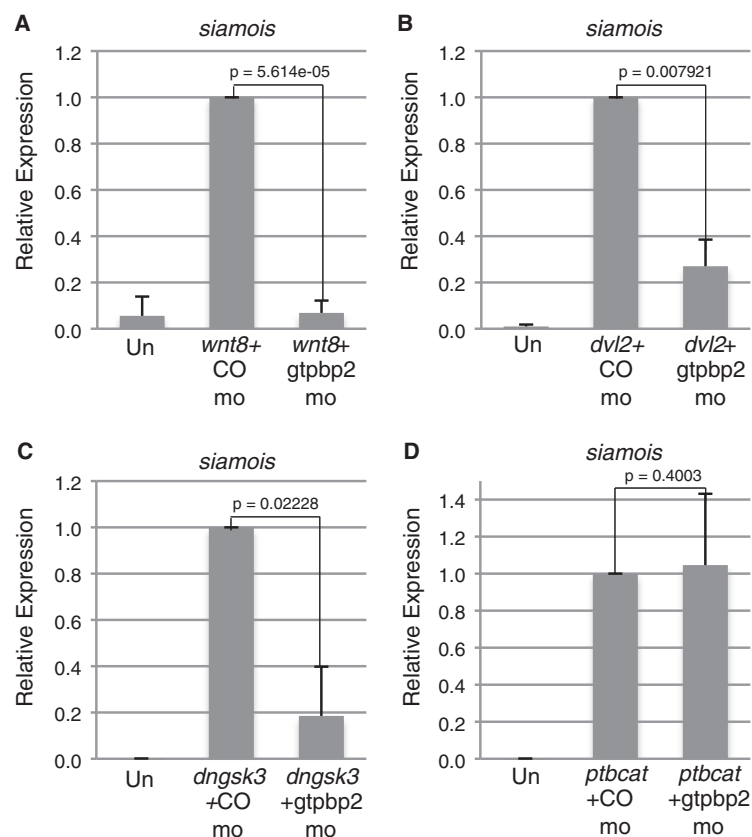 A
siamois
Relative Expression
1.2
1.0
0.8
0.6
0.4
0.2
0.0
p = 5.614e-05
Un
wnt8+
CO
mo
wnt8+
gtpbp2
mo
B
siamois
Relative Expression
1.2
1.0
0.8
0.6
0.4
0.2
0.0
p = 0.007921
Un
dvl2+
CO
mo
dvl2+
gtpbp2
mo
C
siamois
Relative Expression
1.2
1.0
0.8
0.6
0.4
0.2
0.0
p = 0.02228
Un
dngsk3
+CO
mo
dngsk3
+gtpbp2
mo
D
siamois
Relative Expression
1.4
1.2
1.0
0.8
0.6
0.4
0.2
0.0
p = 0.4003
Un
ptbcat
+CO
mo
ptbcat
+gtpbp2
mo